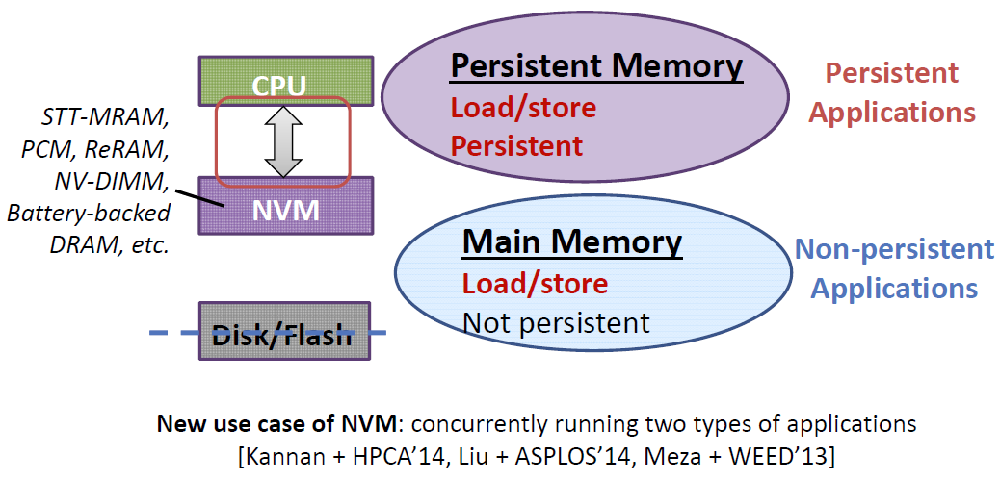 CPU
STT-MRAM,
PCM, ReRAM,
NV-DIMM,
Battery-backed
DRAM, etc.
NVM
Disk/Flash
Persistent Memory
Load/store
Persistent
Persistent
Applications
Main Memory
Load/store
Not persistent
Non-persistent
Applications
New use case of NVM: concurrently running two types of applications
[Kannan + HPCA’14, Liu + ASPLOS’14, Meza + WEED’13]